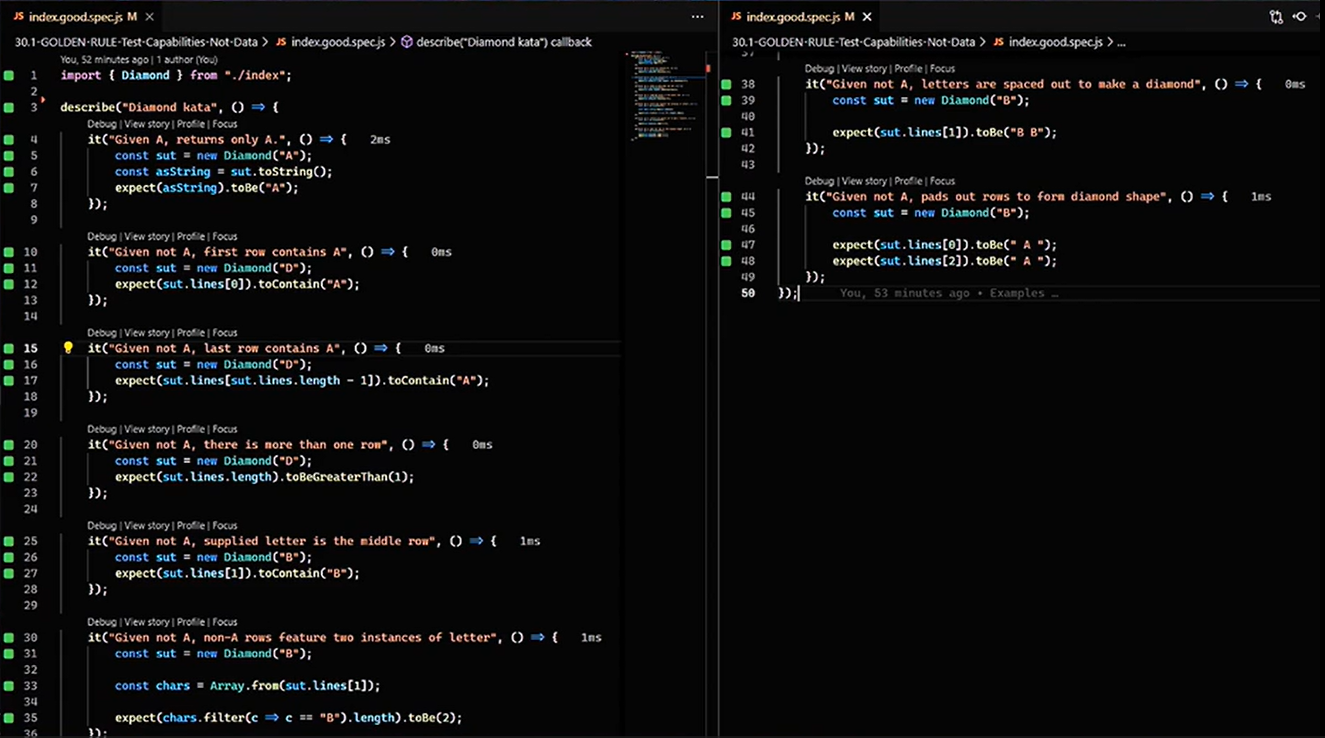 JS index.good.spec.js M ×
30.1-GOLDEN-RULE-Test-Capabilities-Not-Data > JS index.good.spec.js > describe("Diamond kata") callback
You, 52 minutes ago | 1 author (You)
1 import { Diamond } from "./index";
2
3 describe("Diamond kata", () => {
Debug | View story | Profile | Focus
4 it("Given A, returns only A.", () => { 2ms
5 const sut = new Diamond("A");
6 const asString = sut.toString();
7 expect(asString).toBe("A");
8 });
9
Debug | View story | Profile | Focus
10 it("Given not A, first row contains A", () => { 0ms
11 const sut = new Diamond("D");
12 expect(sut.lines[0]).toContain("A");
13 });
14
Debug | View story | Profile | Focus
15 it("Given not A, last row contains A", () => { 0ms
16 const sut = new Diamond("D");
17 expect(sut.lines[sut.lines.length - 1]).toContain("A");
18 });
19
Debug | View story | Profile | Focus
20 it("Given not A, there is more than one row", () => { 0ms
21 const sut = new Diamond("D");
22 expect(sut.lines.length).toBeGreaterThan(1);
23 });
24
Debug | View story | Profile | Focus
25 it("Given not A, supplied letter is the middle row", () => { 1ms
26 const sut = new Diamond("B");
27 expect(sut.lines[1]).toContain("B");
28 });
29
Debug | View story | Profile | Focus
30 it("Given not A, non-A rows feature two instances of letter", () => { 1ms
31 const sut = new Diamond("B");
32
33 const chars = Array.from(sut.lines[1]);
34
35 expect(chars.filter(c => c == "B").length).toBe(2);
36 });
JS index.good.spec.js M ×
30.1-GOLDEN-RULE-Test-Capabilities-Not-Data > JS index.good.spec.js > ...
37
Debug | View story | Profile | Focus
38 it("Given not A, letters are spaced out to make a diamond", () => { 0ms
39 const sut = new Diamond("B");
40
41 expect(sut.lines[1]).toBe("B B");
42 });
43
Debug | View story | Profile | Focus
44 it("Given not A, pads out rows to form diamond shape", () => { 1ms
45 const sut = new Diamond("B");
46
47 expect(sut.lines[0]).toBe(" A ");
48 expect(sut.lines[2]).toBe(" A ");
49 });
50 }); You, 53 minutes ago • Examples …